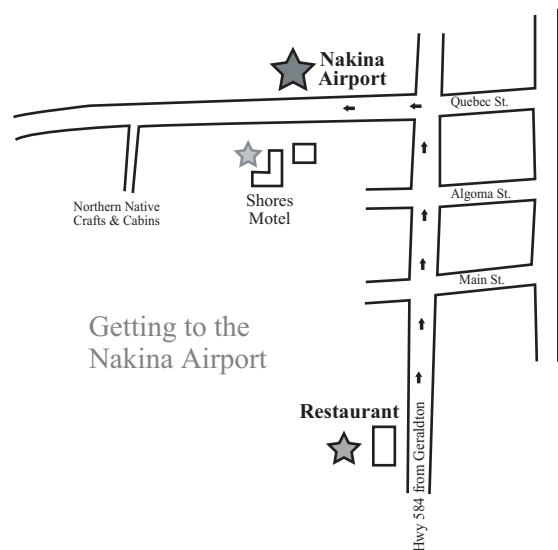 Nakina
Airport
Quebec St.
Northern Native
Crafts & Cabins
Shores
Motel
Algoma St.
Main St.
Getting to the
Nakina Airport
Restaurant
Hwy 584 from Geraldton